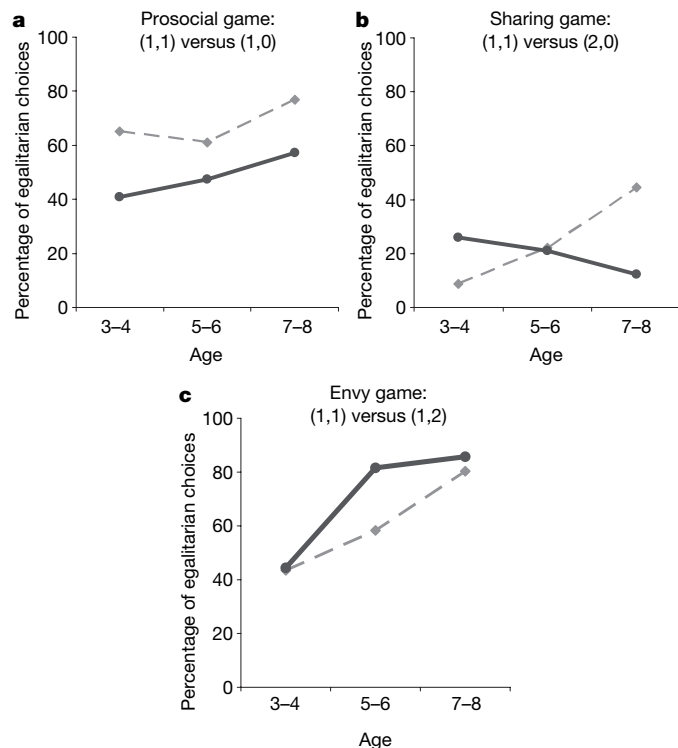 a
Prosocial game:
(1,1) versus (1,0)
Percentage of egalitarian choices
100
80
60
40
20
0
3–4
5–6
7–8
Age
b
Sharing game:
(1,1) versus (2,0)
Percentage of egalitarian choices
100
80
60
40
20
0
3–4
5–6
7–8
Age
c
Envy game:
(1,1) versus (1,2)
Percentage of egalitarian choices
100
80
60
40
20
0
3–4
5–6
7–8
Age